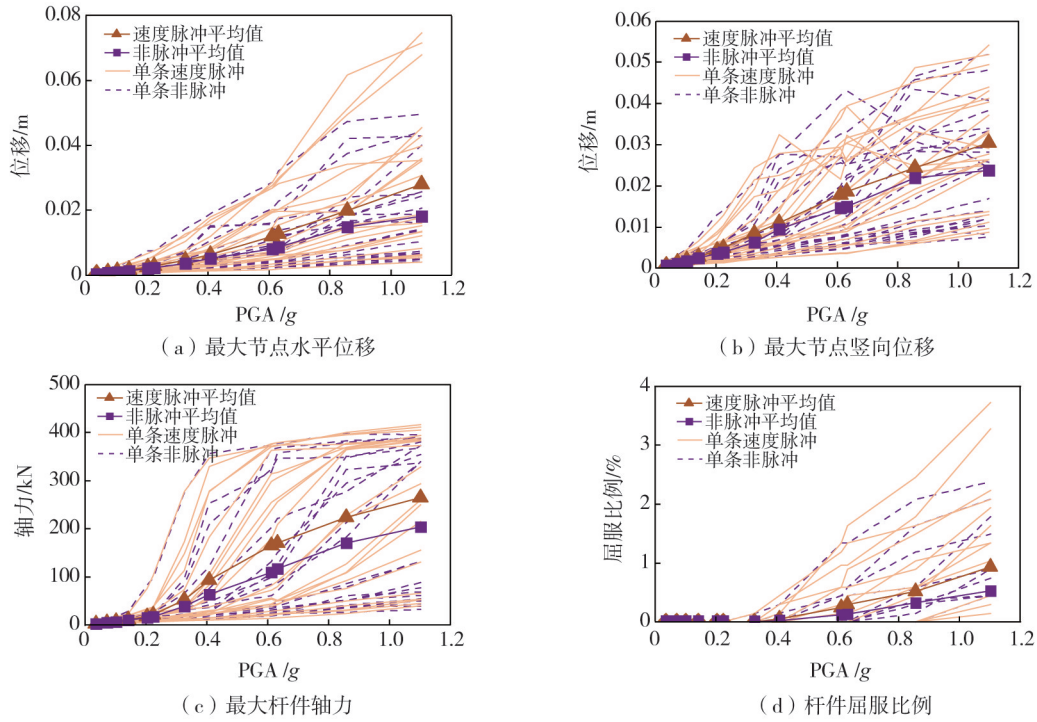 0.08
0.06
0.04
0.02
0
位移/m
速度脉冲平均值
非脉冲平均值
单条速度脉冲
单条非脉冲
0 0.2 0.4 0.6 0.8 1.0 1.2
PGA /g
(a) 最大节点水平位移
0.06
0.05
0.04
0.03
0.02
0.01
0
位移/m
速度脉冲平均值
非脉冲平均值
单条速度脉冲
单条非脉冲
0 0.2 0.4 0.6 0.8 1.0 1.2
PGA /g
(b) 最大节点竖向位移
500
400
300
200
100
0
轴力/kN
速度脉冲平均值
非脉冲平均值
单条速度脉冲
单条非脉冲
0 0.2 0.4 0.6 0.8 1.0 1.2
PGA /g
(c) 最大杆件轴力
4
3
2
1
0
屈服比例/%
速度脉冲平均值
非脉冲平均值
单条速度脉冲
单条非脉冲
0 0.2 0.4 0.6 0.8 1.0 1.2
PGA /g
(d) 杆件屈服比例